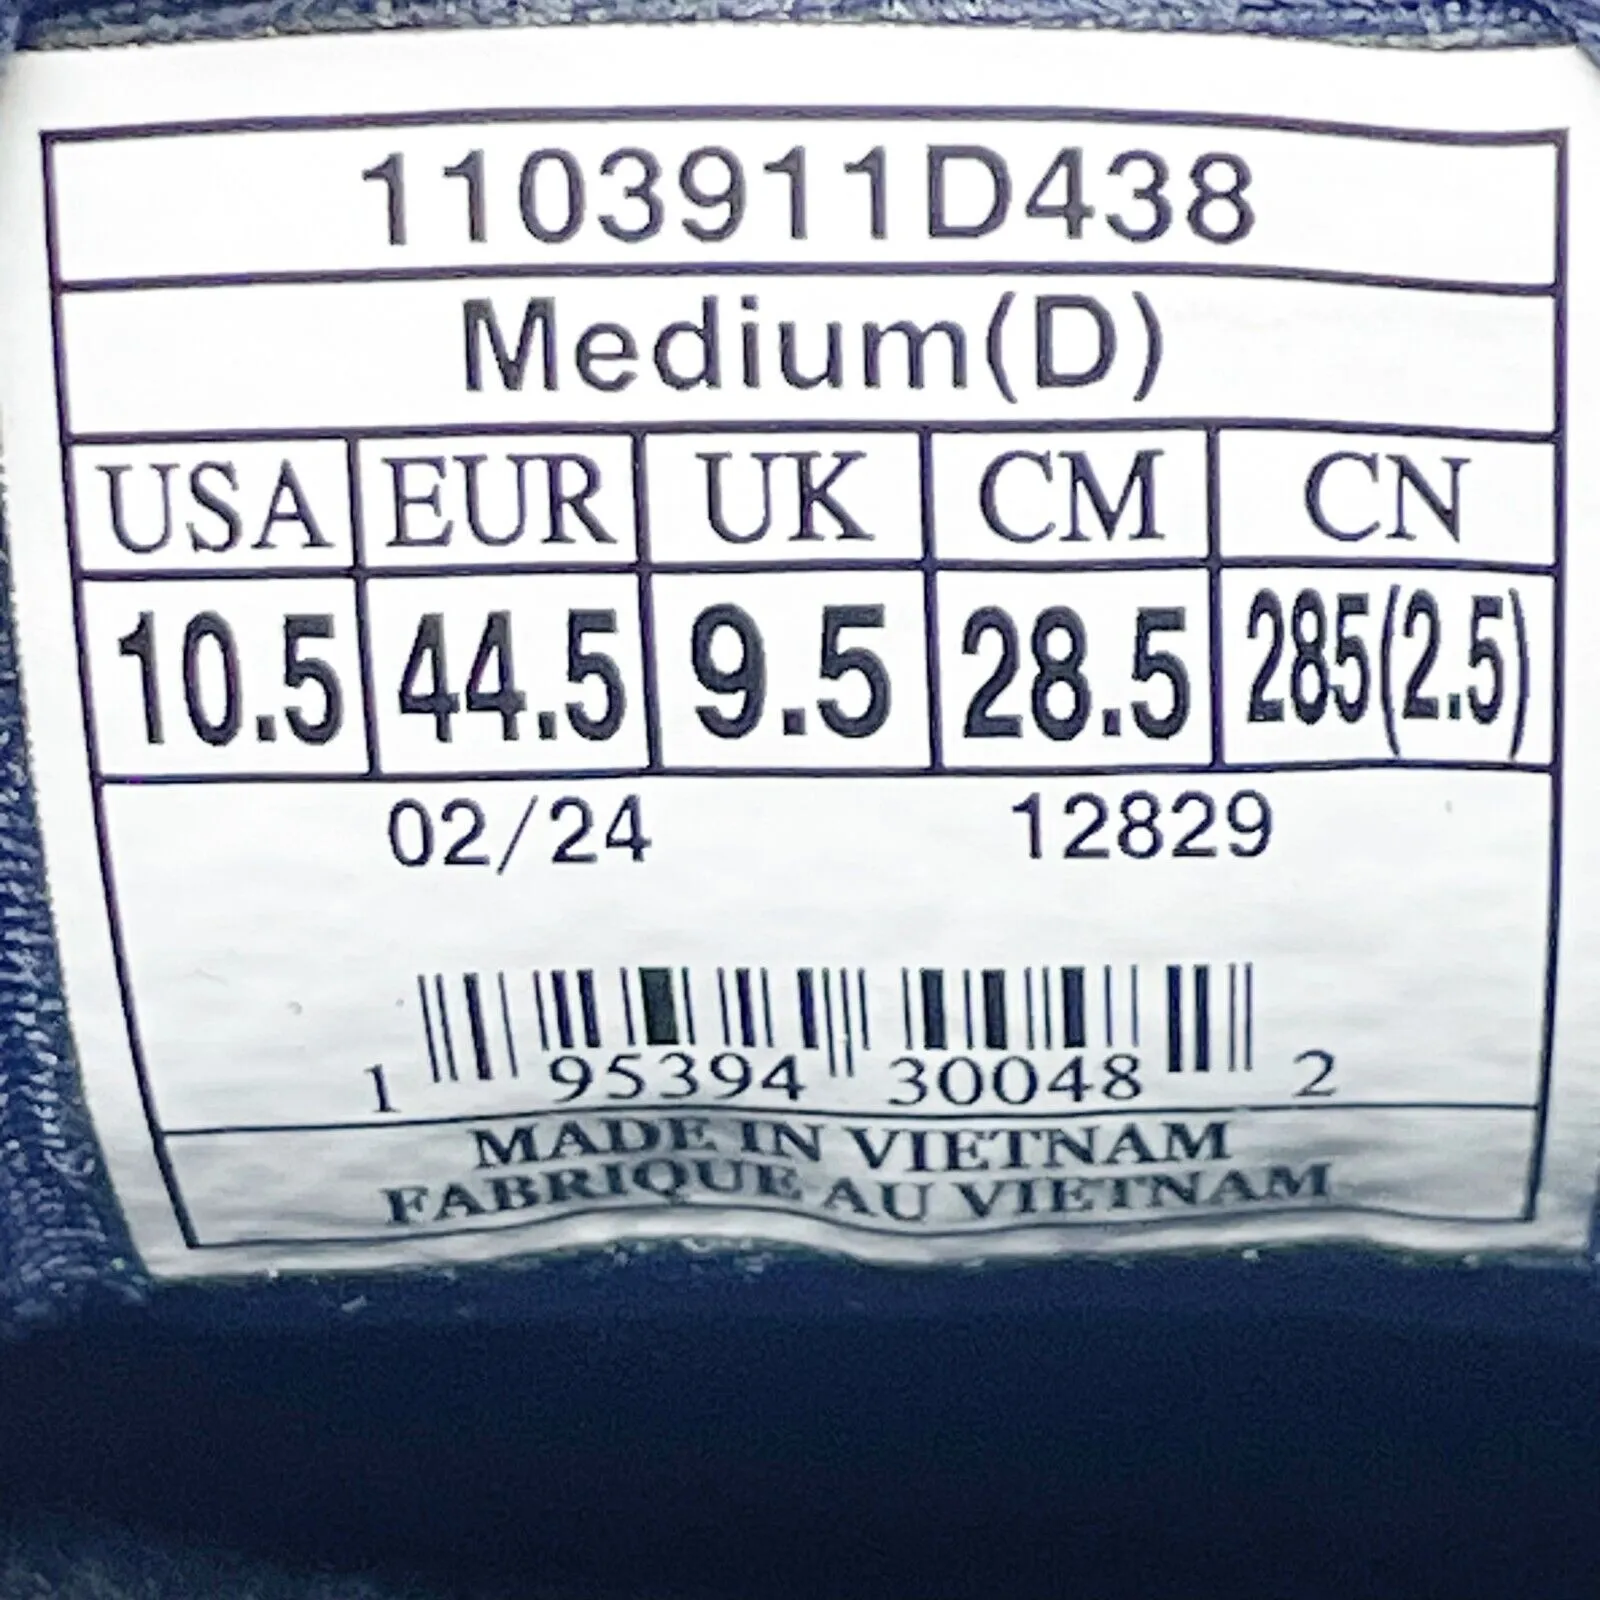 1103911D438
Medium(D)
USA EUR UK CM CN
10.5 44.5 9.5 28.5 285(2.5)
02/24 12829
1 95394 30048 2
MADE IN VIETNAM
FABRIQUE AU VIETNAM